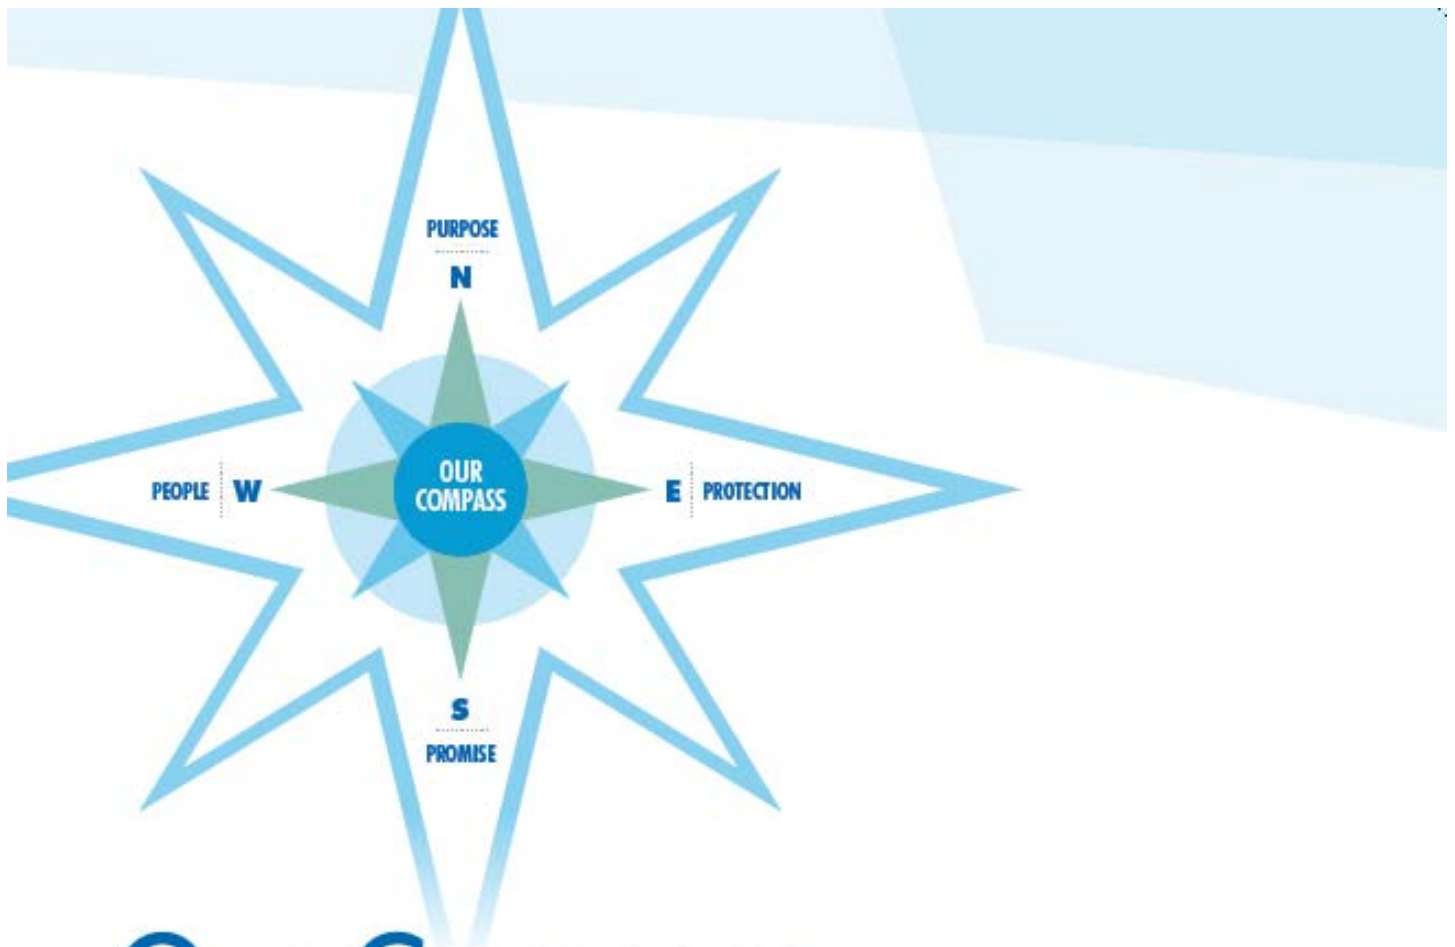 PURPOSE
N
PEOPLE W
OUR
COMPASS
E PROTECTION
S
PROMISE